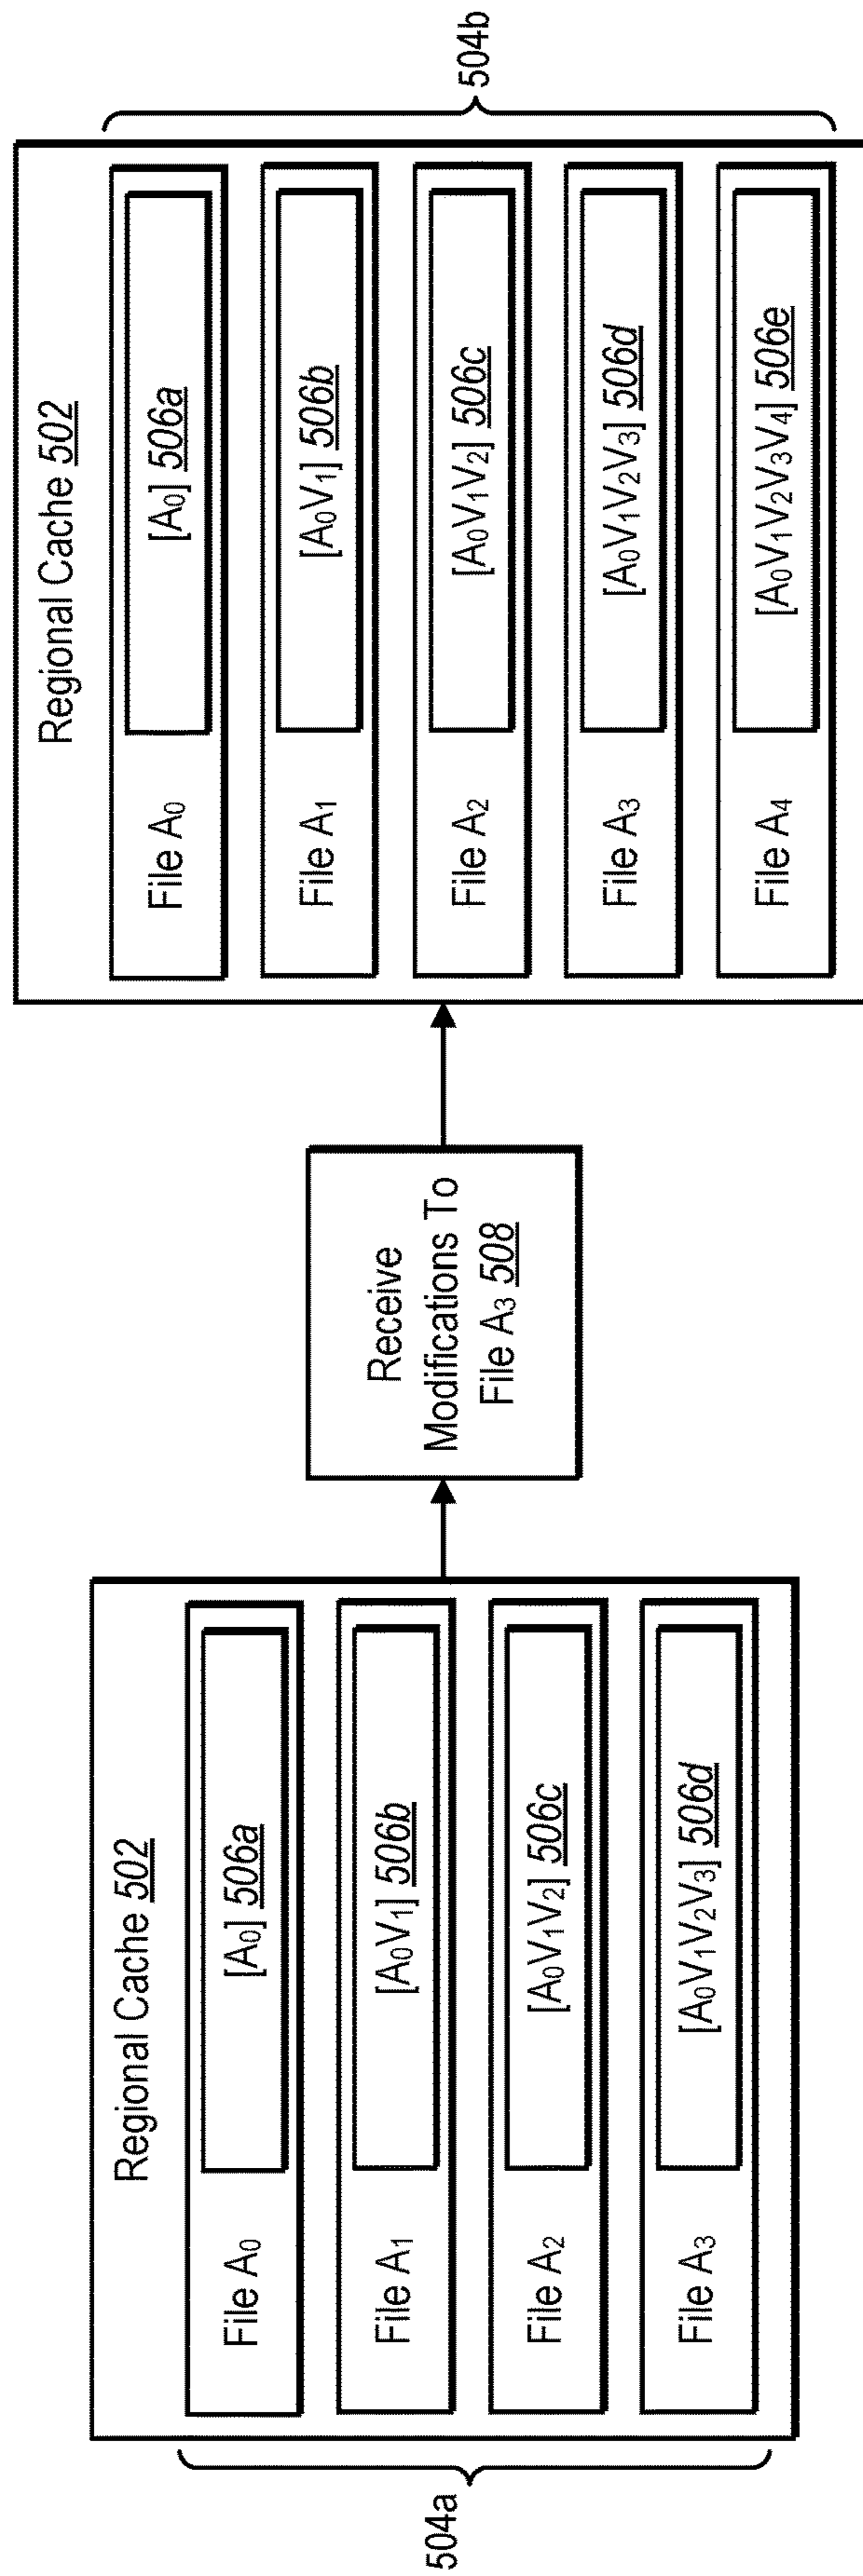 504a
Regional Cache 502
File A₀
[A₀] 506a
File A₁
[A₀V₁] 506b
File A₂
[A₀V₁V₂] 506c
File A₃
[A₀V₁V₂V₃] 506d
Receive
Modifications To
File A₃ 508
Regional Cache 502
File A₀
[A₀] 506a
File A₁
[A₀V₁] 506b
File A₂
[A₀V₁V₂] 506c
File A₃
[A₀V₁V₂V₃] 506d
File A₄
[A₀V₁V₂V₃V₄] 506e
504b